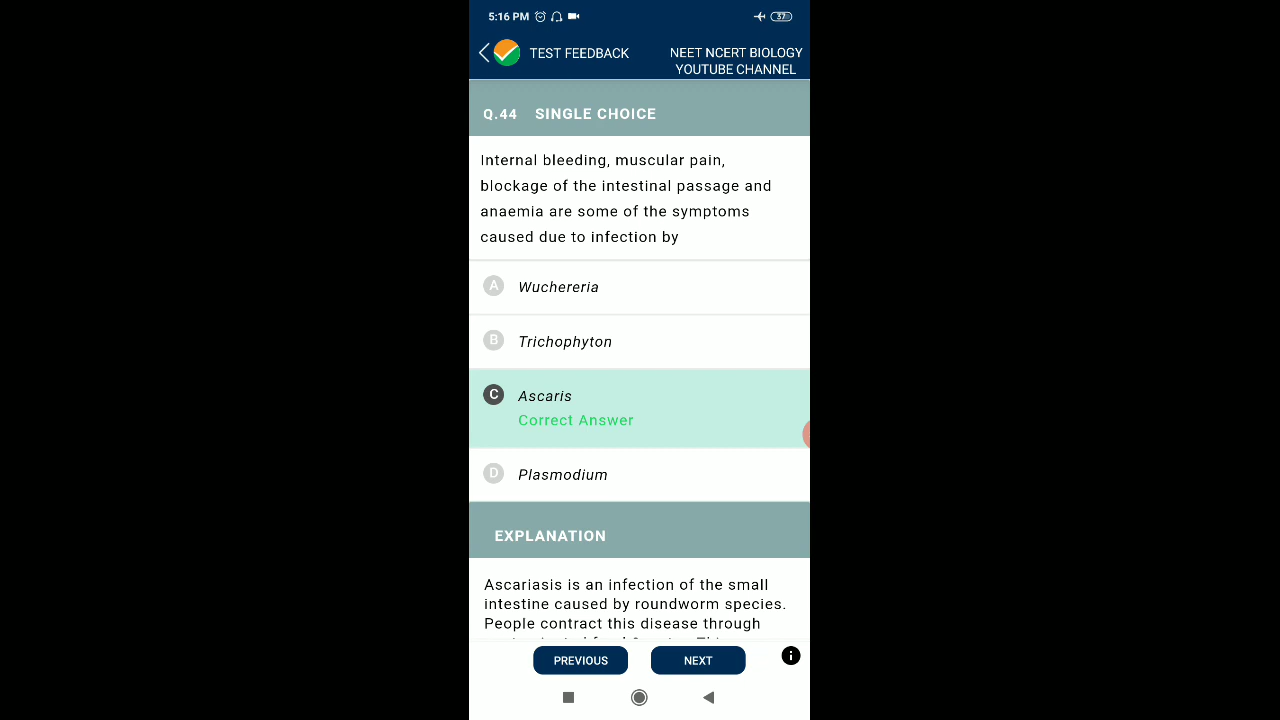 5:16 PM 37
TEST FEEDBACK
NEET NCERT BIOLOGY
YOUTUBE CHANNEL
Q.44 SINGLE CHOICE
Internal bleeding, muscular pain,
blockage of the intestinal passage and
anaemia are some of the symptoms
caused due to infection by
A Wuchereria
B Trichophyton
C Ascaris
Correct Answer
D Plasmodium
EXPLANATION
Ascariasis is an infection of the small
intestine caused by roundworm species.
People contract this disease through
PREVIOUS NEXT